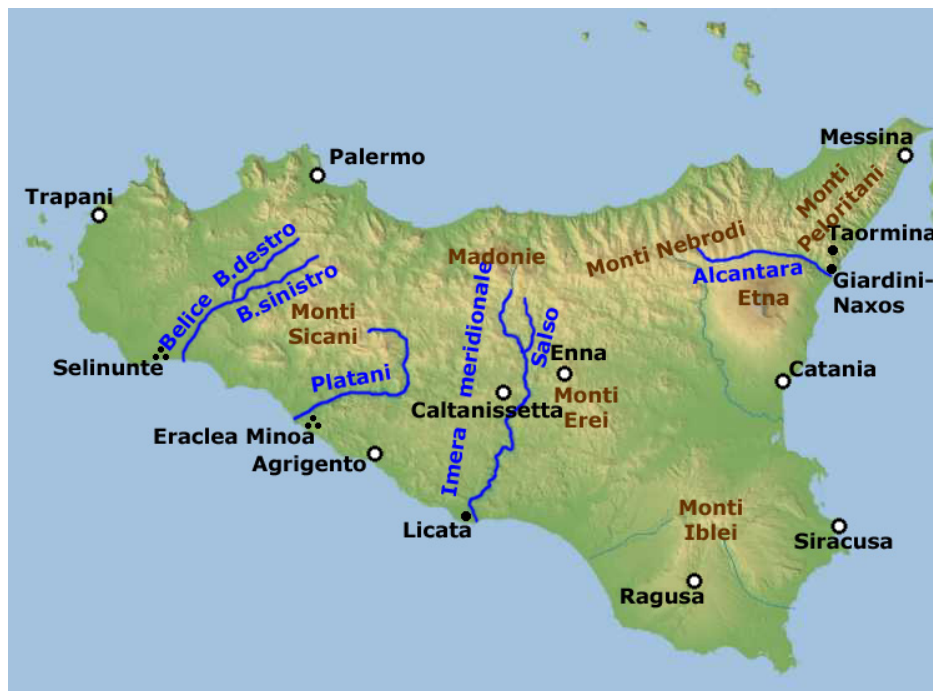 Messina
Palermo
Trapani
Monti
Peloritani
Taormina
Monti Nebrodi
Madonie
B.destro
Belice
B.sinistro
Alcantara
Giardini-
Naxos
Etna
Monti
Sicani
Imera meridionale
Salso
Selinunte
Platani
Enna
Catania
Caltanissetta
Monti
Erei
Eraclea Minoa
Agrigento
Licata
Monti
Iblei
Siracusa
Ragusa